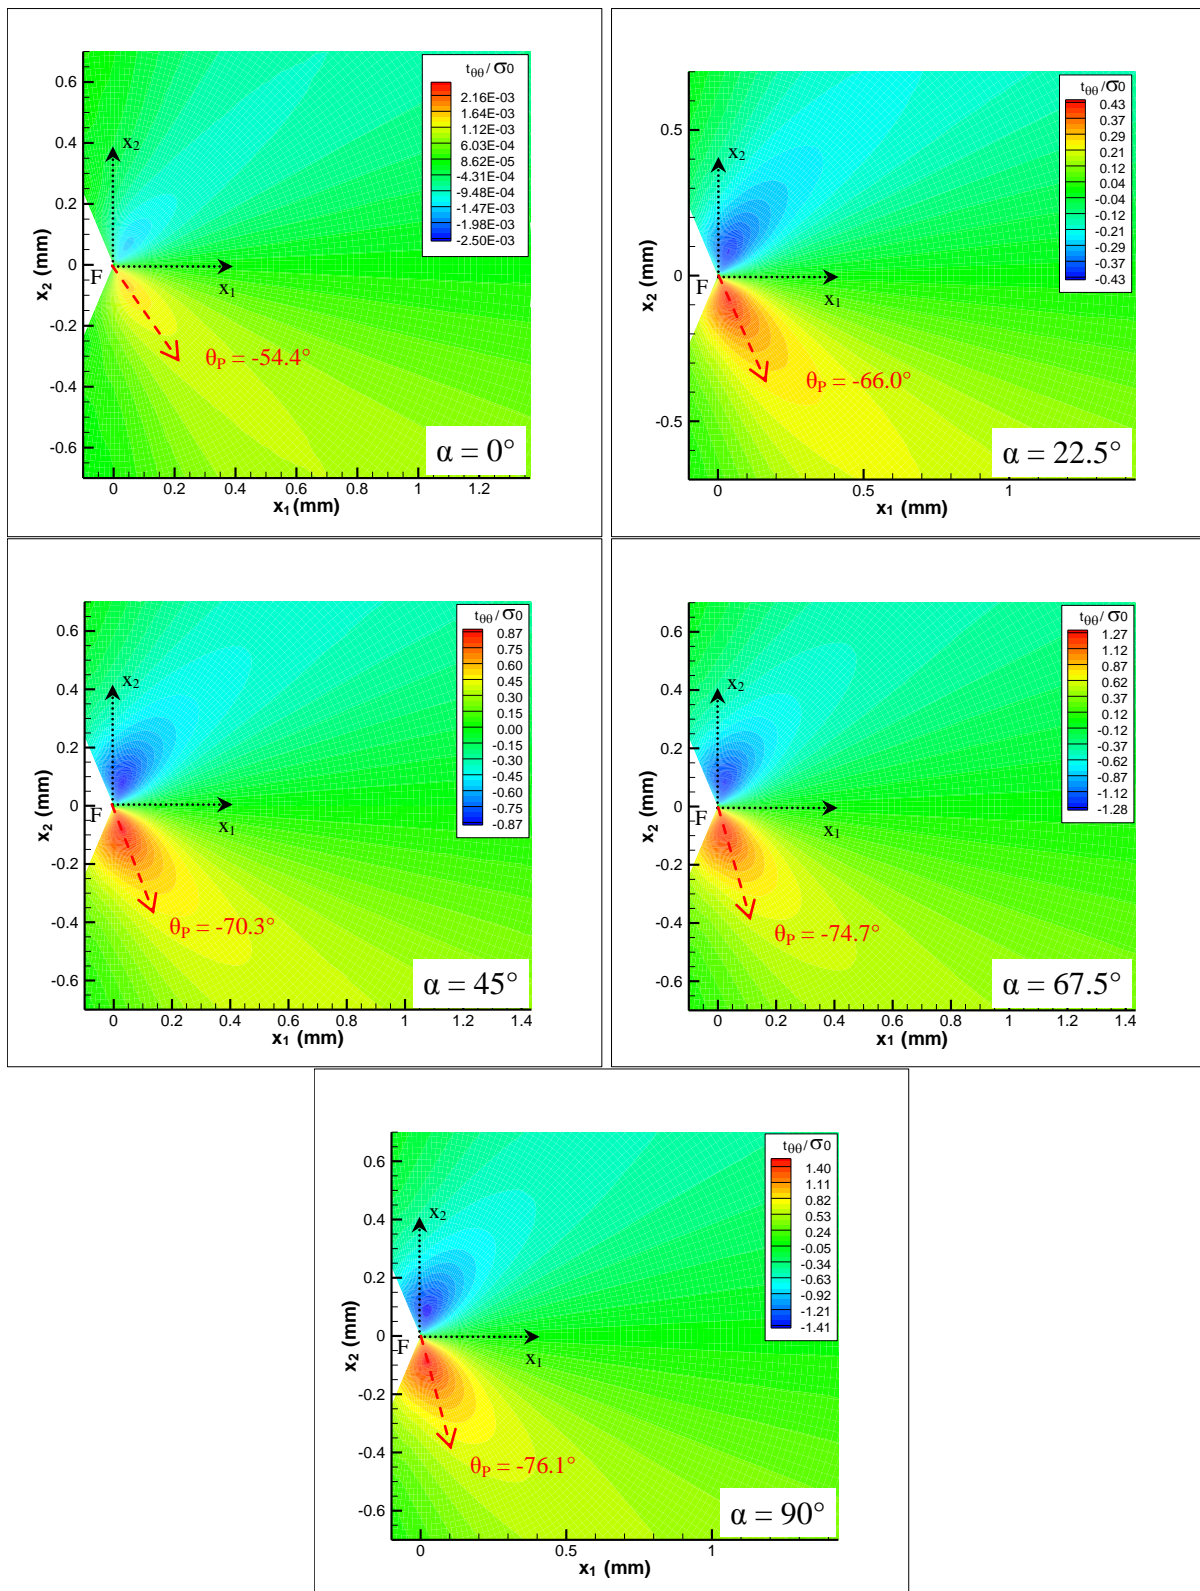 t_θθ / σ0
2.16E-03
1.64E-03
1.12E-03
6.03E-04
8.62E-05
-4.31E-04
-9.48E-04
-1.47E-03
-1.98E-03
-2.50E-03
0.6
0.4
0.2
0
-0.2
-0.4
-0.6
x2 (mm)
x2
F
x1
θP = -54.4°
α = 0°
0 0.2 0.4 0.6 0.8 1 1.2
x1 (mm)
t_θθ / σ0
0.43
0.37
0.29
0.21
0.12
0.04
-0.04
-0.12
-0.21
-0.29
-0.37
-0.43
0.5
0
-0.5
x2 (mm)
x2
F
x1
θP = -66.0°
α = 22.5°
0 0.5 1
x1 (mm)
t_θθ / σ0
0.87
0.75
0.60
0.45
0.30
0.15
0.00
-0.15
-0.30
-0.45
-0.60
-0.75
-0.87
0.6
0.4
0.2
0
-0.2
-0.4
-0.6
x2 (mm)
x2
F
x1
θP = -70.3°
α = 45°
0 0.2 0.4 0.6 0.8 1 1.2 1.4
x1 (mm)
t_θθ / σ0
1.27
1.12
0.87
0.62
0.37
0.12
-0.12
-0.37
-0.62
-0.87
-1.12
-1.28
0.6
0.4
0.2
0
-0.2
-0.4
-0.6
x2 (mm)
x2
F
x1
θP = -74.7°
α = 67.5°
0 0.2 0.4 0.6 0.8 1 1.2 1.4
x1 (mm)
t_θθ / σ0
1.40
1.11
0.82
0.53
0.24
-0.05
-0.34
-0.63
-0.92
-1.21
-1.41
0.6
0.4
0.2
0
-0.2
-0.4
-0.6
x2 (mm)
x2
F
x1
θP = -76.1°
α = 90°
0 0.5 1
x1 (mm)